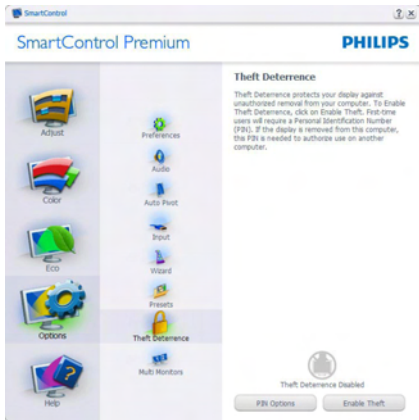 SmartControl
SmartControl Premium
PHILIPS
Adjust
Color
Eco
Options
Help
Preferences
Audio
Auto Pivot
Input
Wizard
Presets
Theft Deterrence
Multi Monitors
Theft Deterrence
Theft Deterrence protects your display against
unauthorized removal from your computer. To Enable
Theft Deterrence, click on Enable Theft. First-time
users will require a Personal Identification Number
(PIN). If the display is removed from this computer,
this PIN is needed to authorize use on another
computer.
Theft Deterrence Disabled
PIN Options
Enable Theft